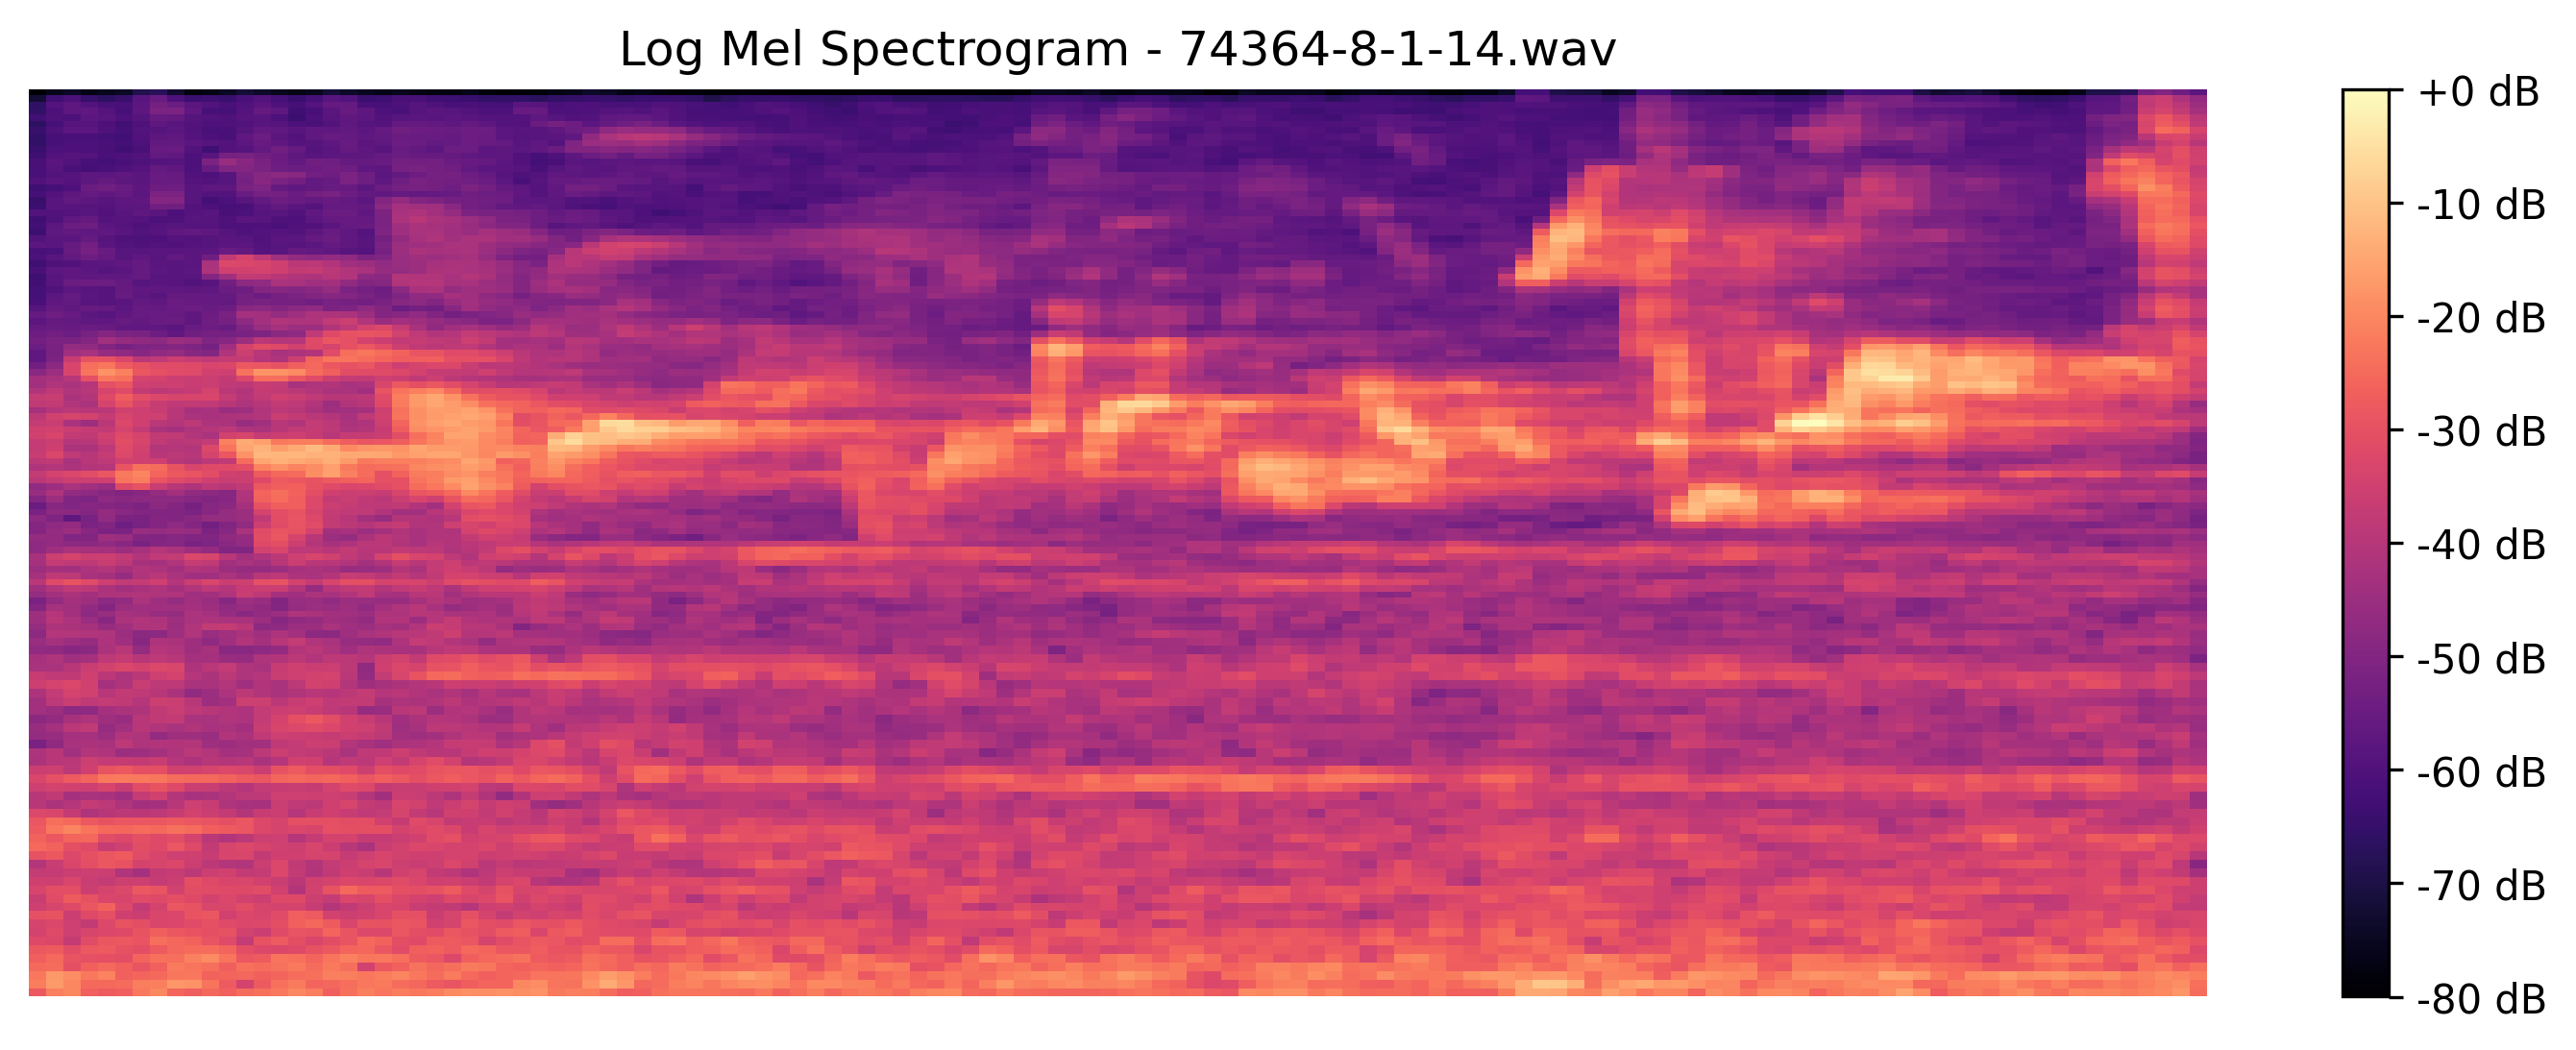 Log Mel Spectrogram - 74364-8-1-14.wav
+0 dB
-10 dB
-20 dB
-30 dB
-40 dB
-50 dB
-60 dB
-70 dB
-80 dB